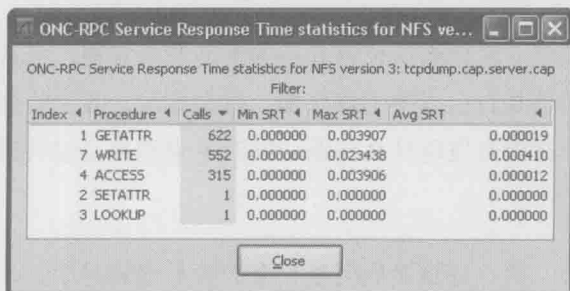 ONC-RPC Service Response Time statistics for NFS ve...
ONC-RPC Service Response Time statistics for NFS version 3: tcpdump.cap.server.cap
Filter:
Index Procedure Calls Min SRT Max SRT Avg SRT
1 GETATTR 622 0.000000 0.003907 0.000019
7 WRITE 552 0.000000 0.023438 0.000410
4 ACCESS 315 0.000000 0.003906 0.000012
2 SETATTR 1 0.000000 0.000000 0.000000
3 LOOKUP 1 0.000000 0.000000 0.000000
Close